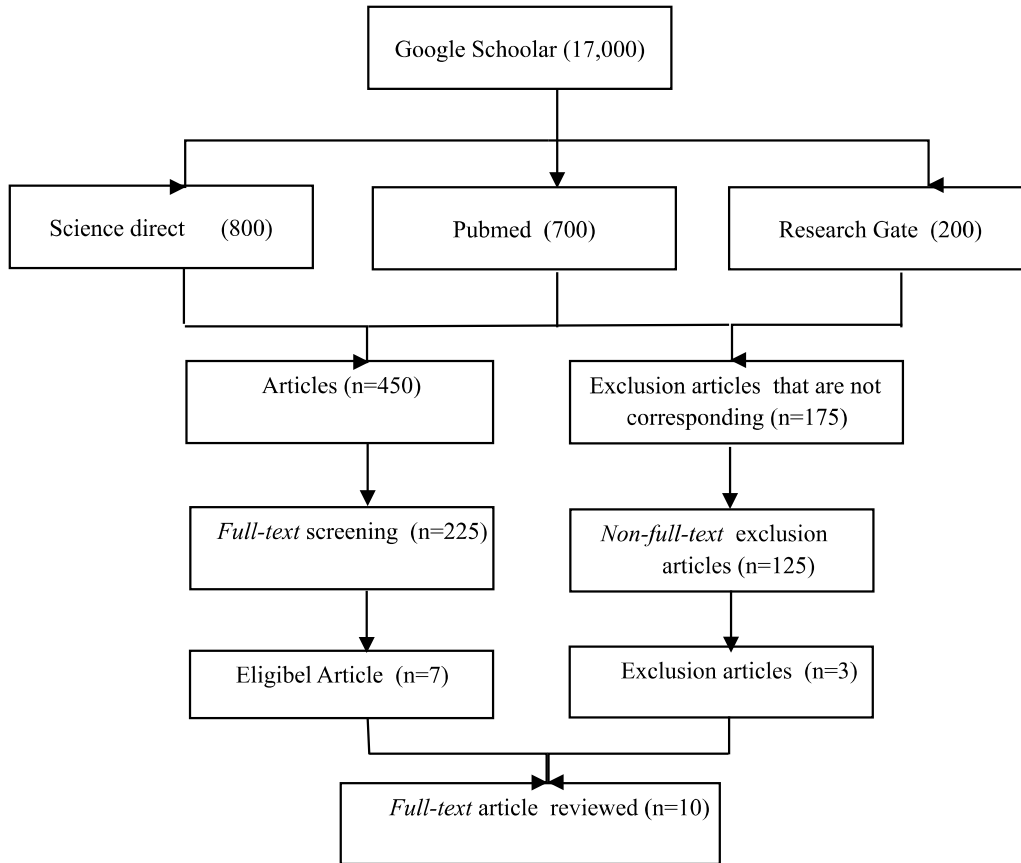 Google Schoolar (17,000)
Science direct (800)
Pubmed (700)
Research Gate (200)
Articles (n=450)
Exclusion articles that are not
corresponding (n=175)
Full-text screening (n=225)
Non-full-text exclusion
articles (n=125)
Eligibel Article (n=7)
Exclusion articles (n=3)
Full-text article reviewed (n=10)